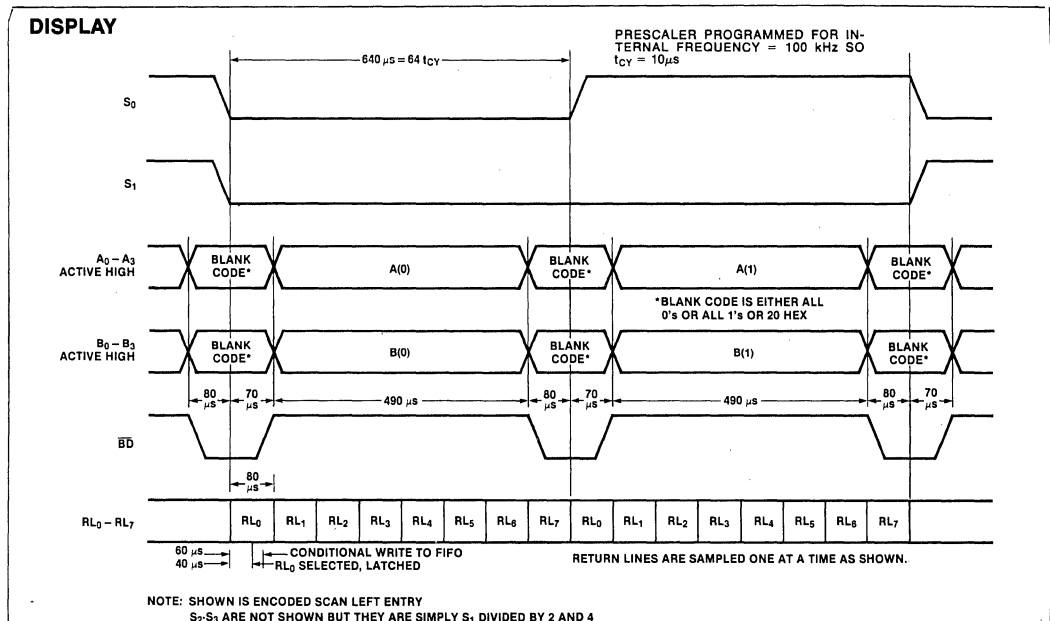 DISPLAY
PRESCALER PROGRAMMED FOR IN-
TERNAL FREQUENCY = 100 kHz SO
tCY = 10μs
640 μs = 64 tCY
S0
S1
A0 – A3
ACTIVE HIGH
BLANK
CODE*
A(0)
BLANK
CODE*
A(1)
BLANK
CODE*
*BLANK CODE IS EITHER ALL
0's OR ALL 1's OR 20 HEX
B0 – B3
ACTIVE HIGH
BLANK
CODE*
B(0)
BLANK
CODE*
B(1)
BLANK
CODE*
80 μs
70 μs
490 μs
80 μs
70 μs
490 μs
80 μs
70 μs
BD
80 μs
RL0 – RL7
RL0 RL1 RL2 RL3 RL4 RL5 RL6 RL7 RL0 RL1 RL2 RL3 RL4 RL5 RL6 RL7
60 μs CONDITIONAL WRITE TO FIFO
40 μs RL0 SELECTED, LATCHED
RETURN LINES ARE SAMPLED ONE AT A TIME AS SHOWN.
NOTE: SHOWN IS ENCODED SCAN LEFT ENTRY
S2-S3 ARE NOT SHOWN BUT THEY ARE SIMPLY S1 DIVIDED BY 2 AND 4